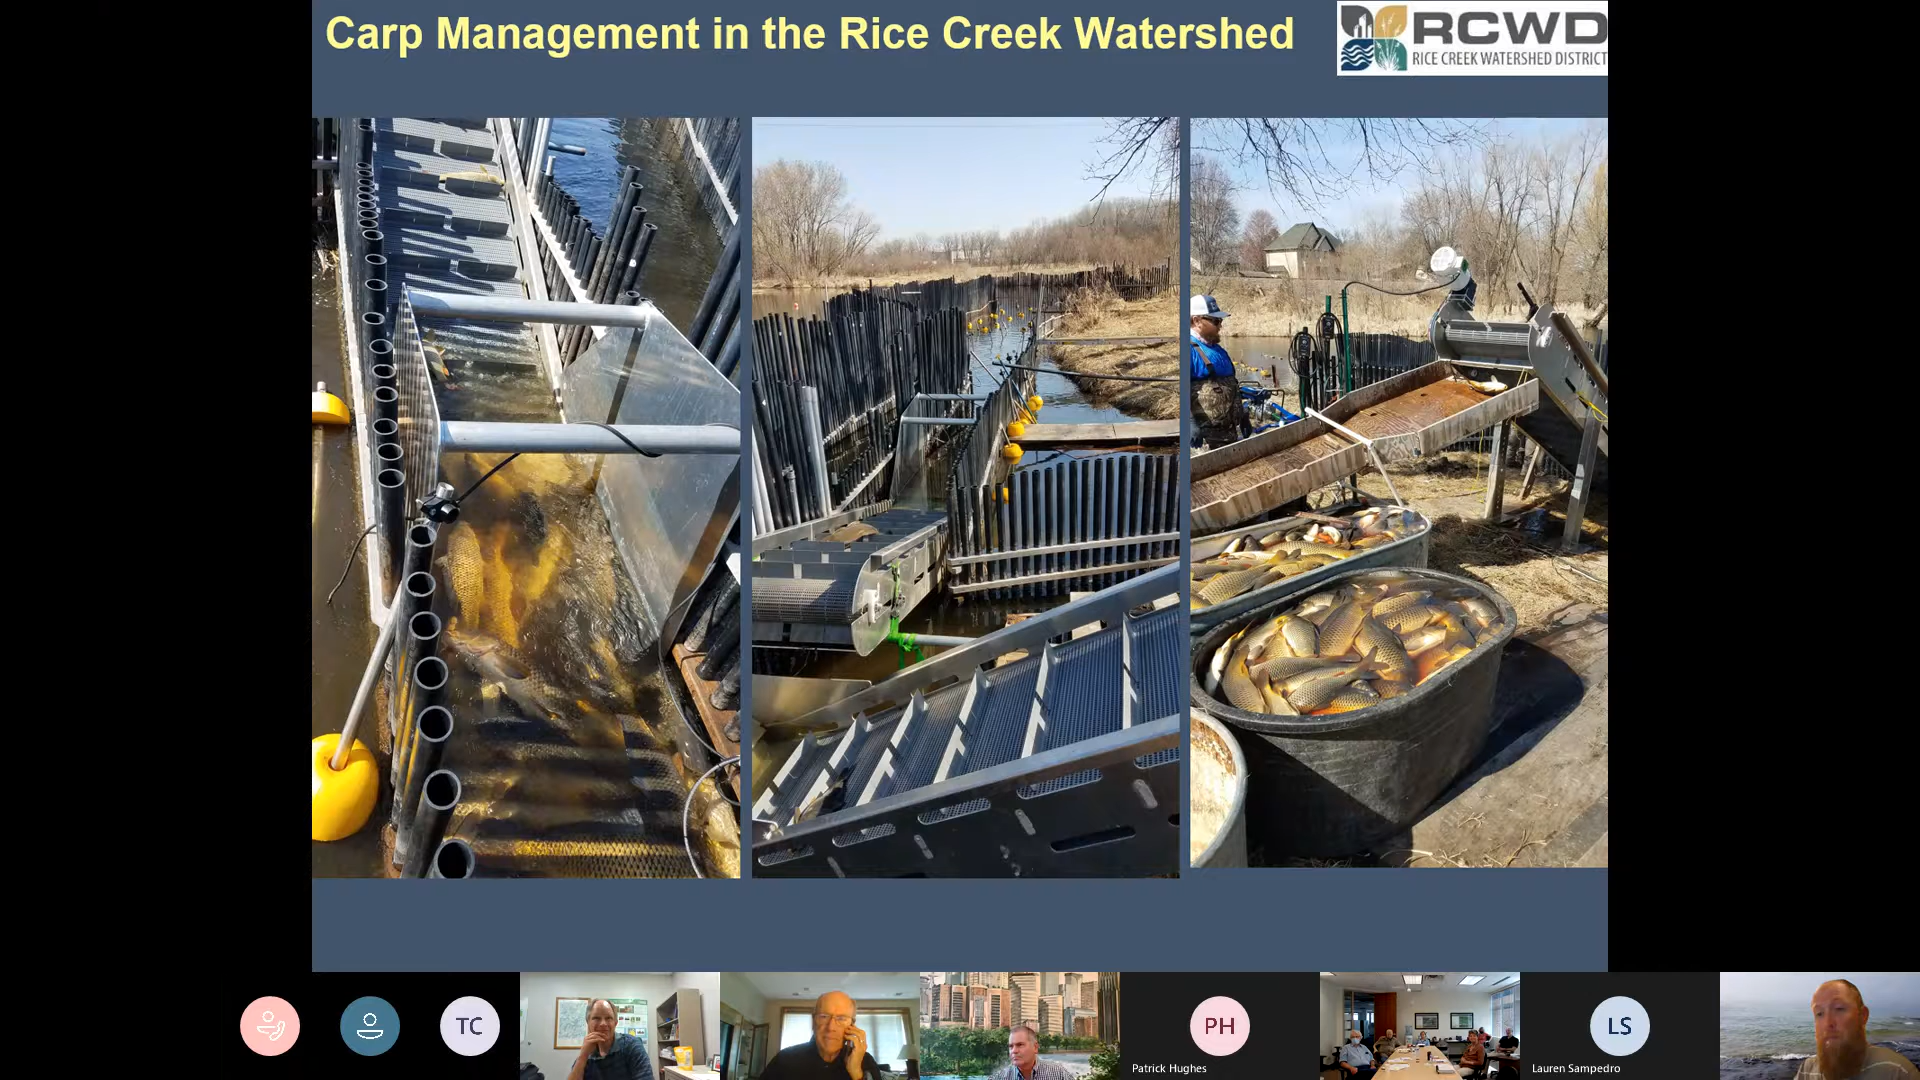 Carp Management in the Rice Creek Watershed
RCWD
RICE CREEK WATERSHED DISTRICT
TC
PH
LS
Patrick Hughes
Lauren Sampedro